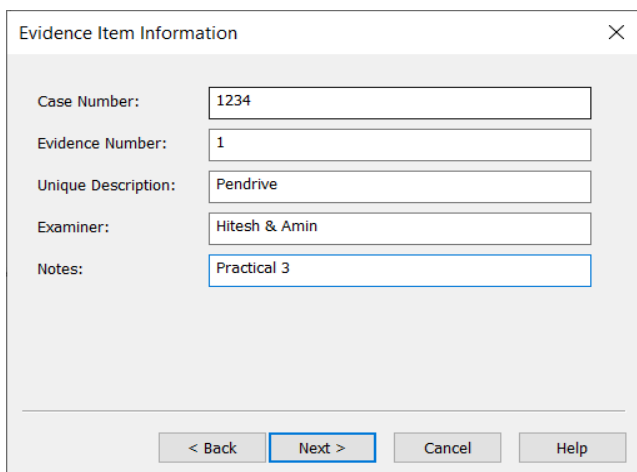 Evidence Item Information
Case Number: 1234
Evidence Number: 1
Unique Description: Pendrive
Examiner: Hitesh & Amin
Notes: Practical 3
< Back Next > Cancel Help